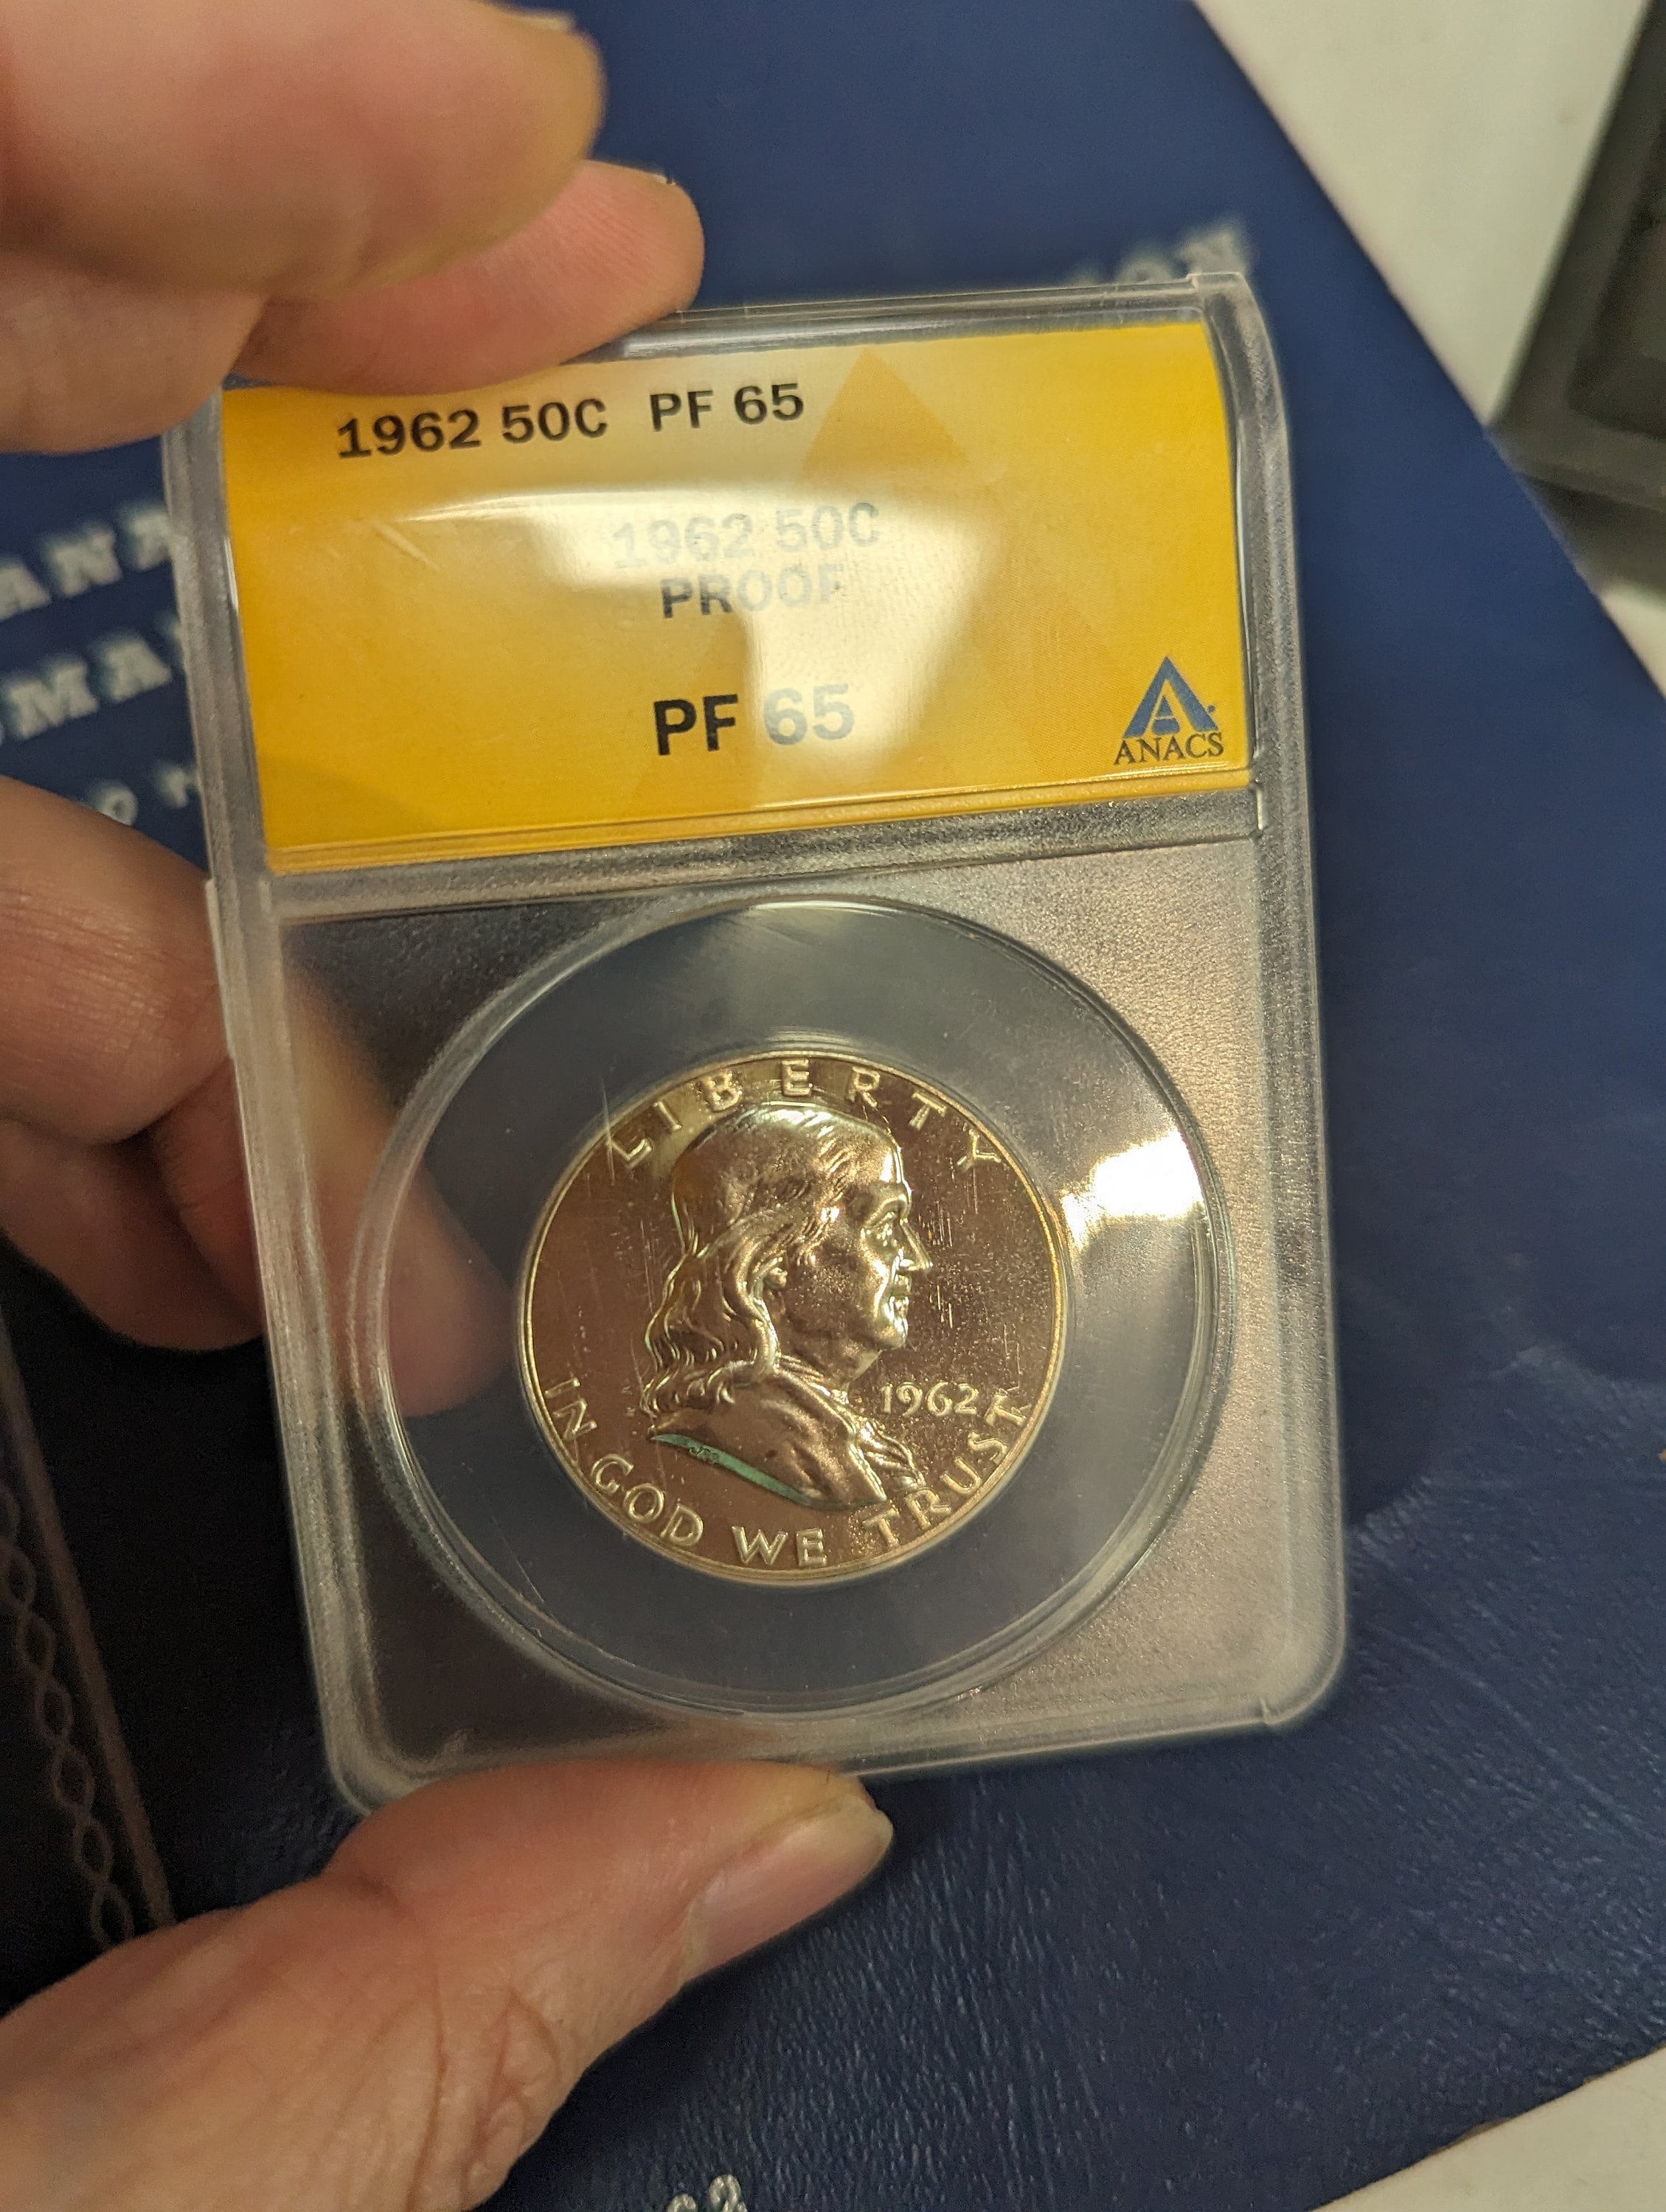 1962 50C PF 65
1962 50C
PROOF
PF 65
ANACS
LIBERTY
1962
IN GOD WE TRUST